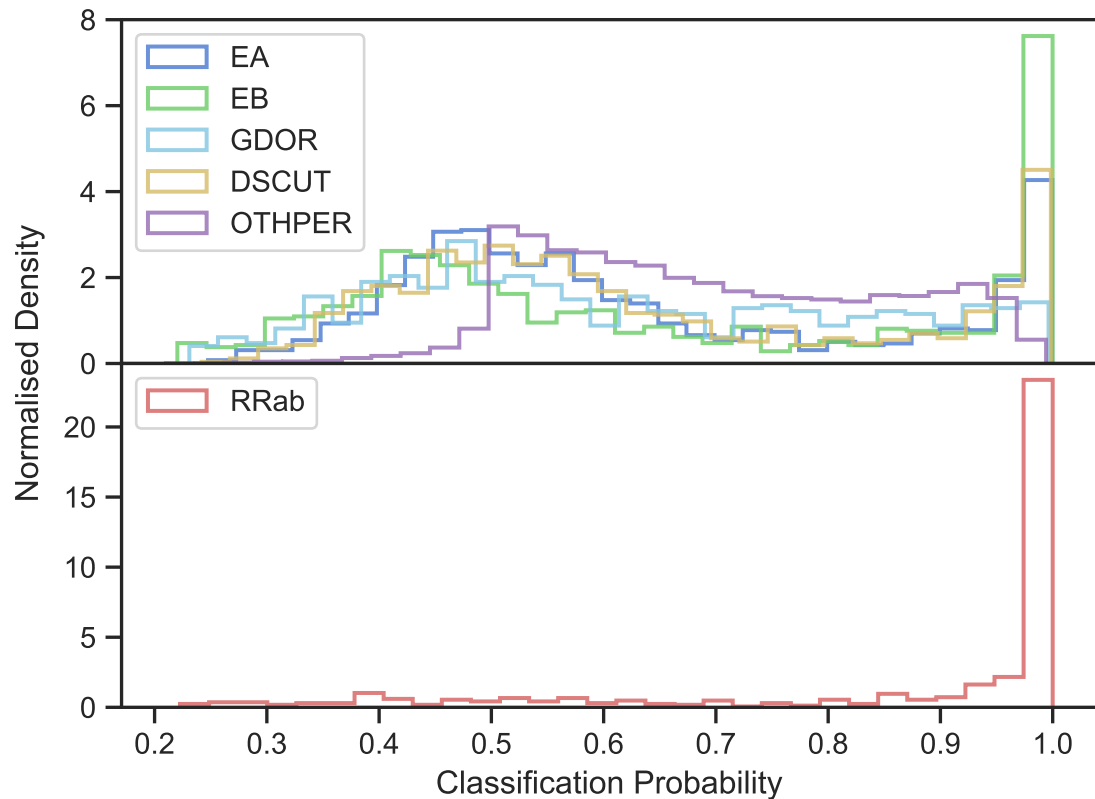 8
6
4
2
0
EA
EB
GDOR
DSCUT
OTHPER
Normalised Density
RRab
20
15
10
5
0
0.2 0.3 0.4 0.5 0.6 0.7 0.8 0.9 1.0
Classification Probability